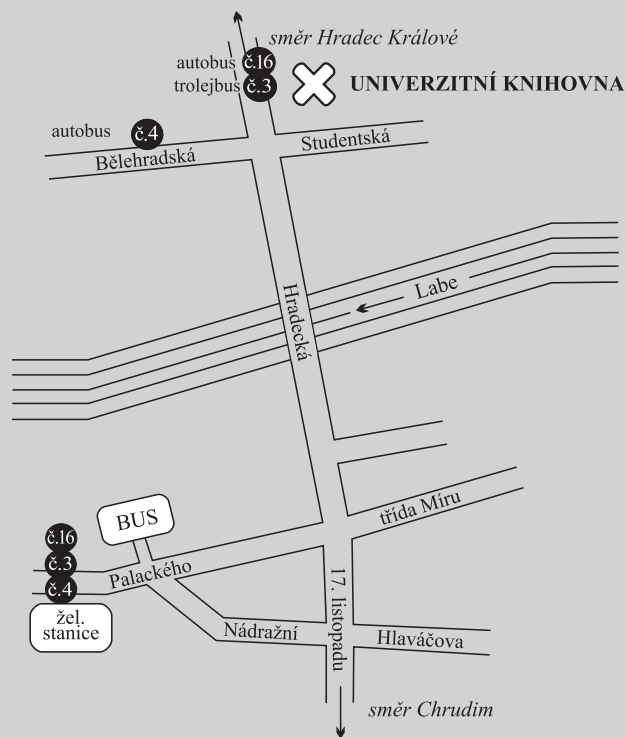 směr Hradec Králové
autobus č.16
trolejbus č.3
UNIVERZITNÍ KNIHOVNA
autobus č.4
Studentská
Bělehradská
Labe
Hradecká
třída Míru
BUS
č.16
č.3
č.4
Palackého
žel.
stanice
17. listopadu
Nádražní
Hlaváčova
směr Chrudim